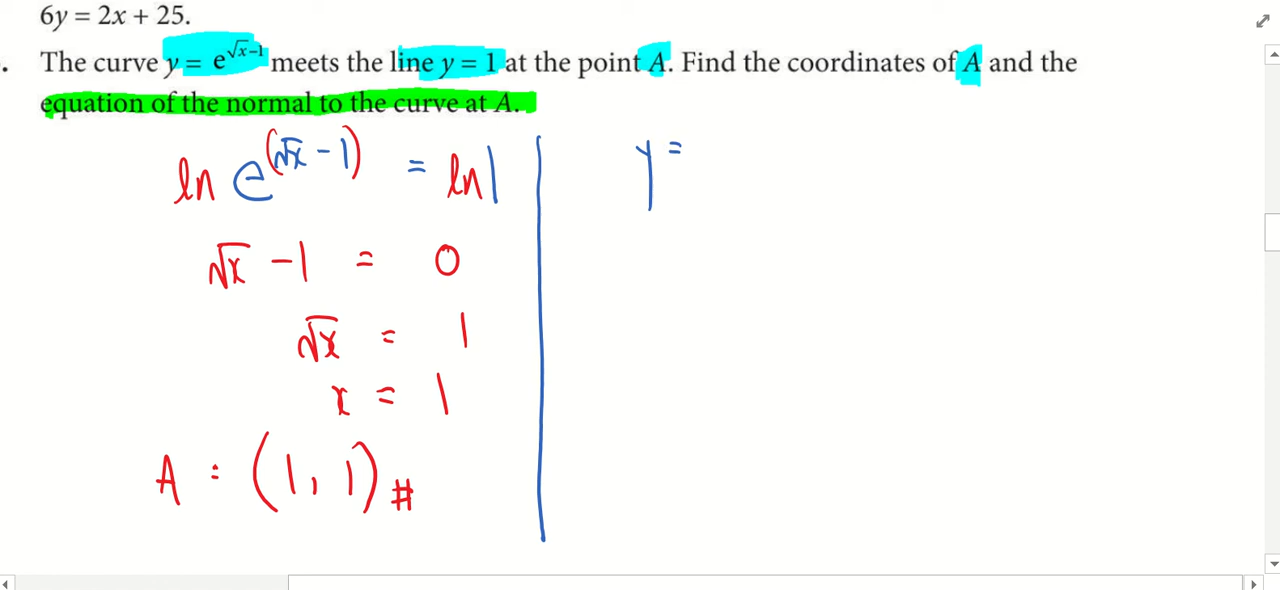 6y = 2x + 25.
. The curve y = e^{√x−1} meets the line y = 1 at the point A. Find the coordinates of A and the
equation of the normal to the curve at A.
ln e^{(√x − 1)} = ln 1
√x − 1 = 0
√x = 1
x = 1
A : (1, 1) #
y =